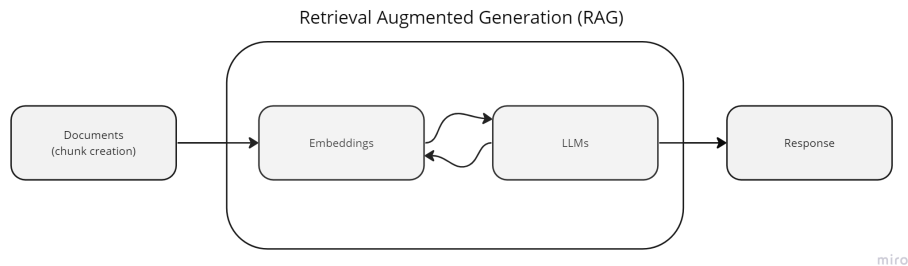 Retrieval Augmented Generation (RAG)
Documents
(chunk creation)
Embeddings
LLMs
Response
miro